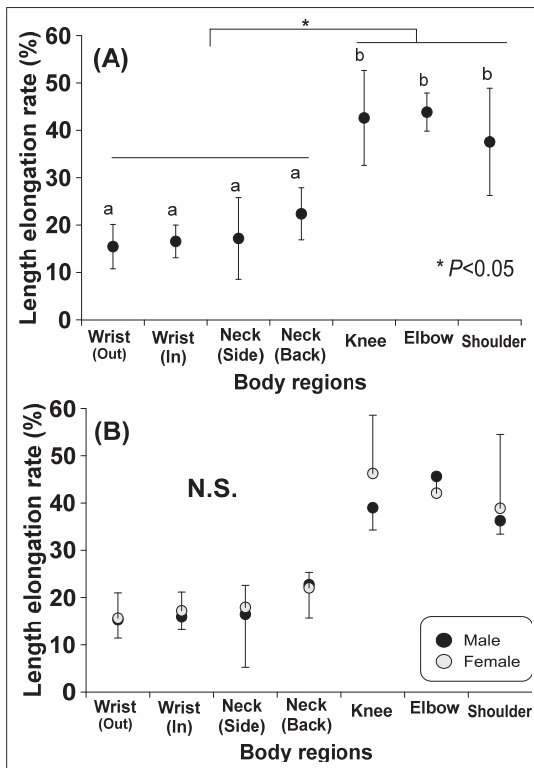 *
60
(A)
b
b
b
50
40
30
a
a
a
a
20
10
0
* P<0.05
Length elongation rate (%)
Wrist
(Out)
Wrist
(In)
Neck
(Side)
Neck
(Back)
Knee
Elbow
Shoulder
Body regions
60
(B)
50
N.S.
40
30
20
10
0
Length elongation rate (%)
Male
Female
Wrist
(Out)
Wrist
(In)
Neck
(Side)
Neck
(Back)
Knee
Elbow
Shoulder
Body regions